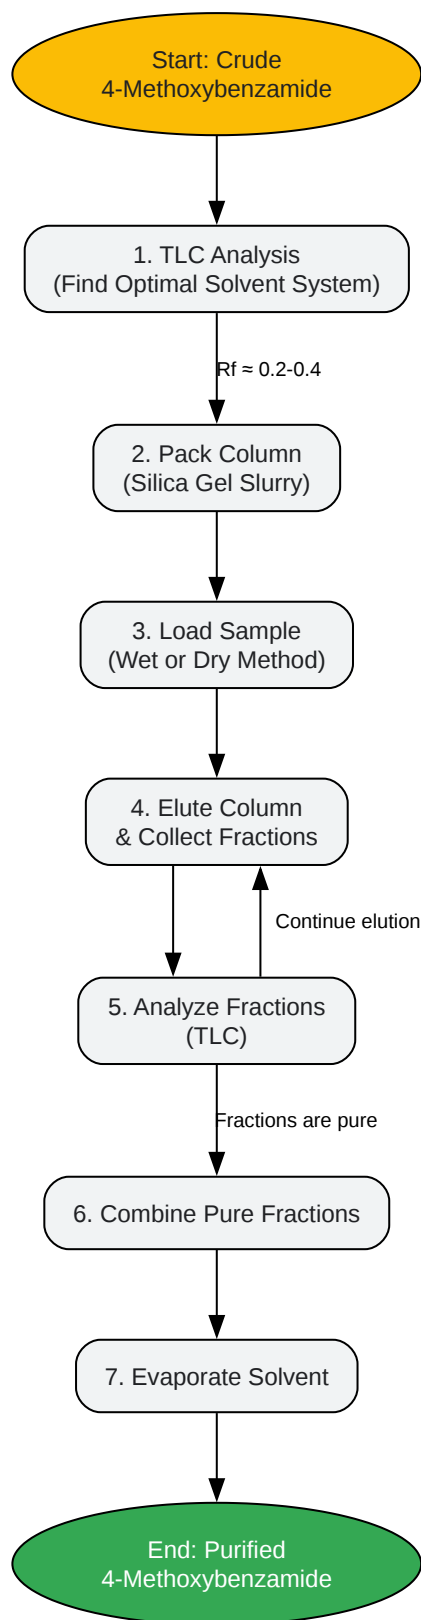 Start: Crude
4-Methoxybenzamide
1. TLC Analysis
(Find Optimal Solvent System)
Rf ≈ 0.2-0.4
2. Pack Column
(Silica Gel Slurry)
3. Load Sample
(Wet or Dry Method)
4. Elute Column
& Collect Fractions
Continue elution
5. Analyze Fractions
(TLC)
Fractions are pure
6. Combine Pure Fractions
7. Evaporate Solvent
End: Purified
4-Methoxybenzamide